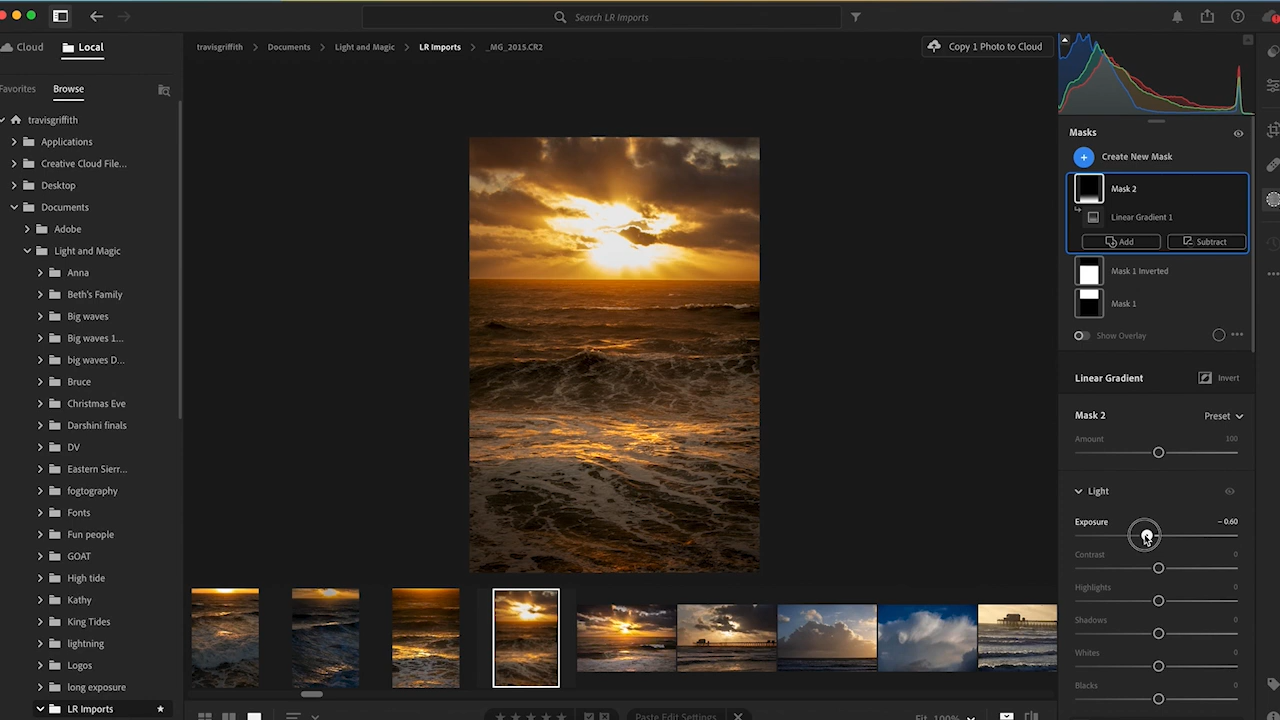 Search LR Imports
Cloud
Local
travisgriffith
Documents
Light and Magic
LR Imports
_MG_2015.CR2
Copy 1 Photo to Cloud
Favorites
Browse
travisgriffith
Applications
Creative Cloud File...
Desktop
Documents
Adobe
Light and Magic
Anna
Beth's Family
Big waves
Big waves 1...
big waves D...
Bruce
Christmas Eve
Darshini finals
DV
Eastern Sierr...
fogtography
Fonts
Fun people
GOAT
High tide
Kathy
King Tides
lightning
Logos
long exposure
LR Imports
Masks
Create New Mask
Mask 2
Linear Gradient 1
Add
Subtract
Mask 1 Inverted
Mask 1
Show Overlay
Linear Gradient
Invert
Mask 2
Preset
Amount 100
Light
Exposure – 0.60
Contrast 0
Highlights 0
Shadows 0
Whites 0
Blacks 0
Paste Edit Settings
Fit 100%